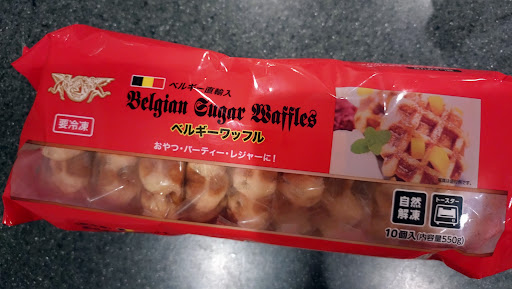 ベルギー直輸入
Belgian Sugar Waffles
ベルギーワッフル
要冷凍
おやつ・パーティー・レジャーに!
自然
解凍
トースター
10個入(内容量550g)